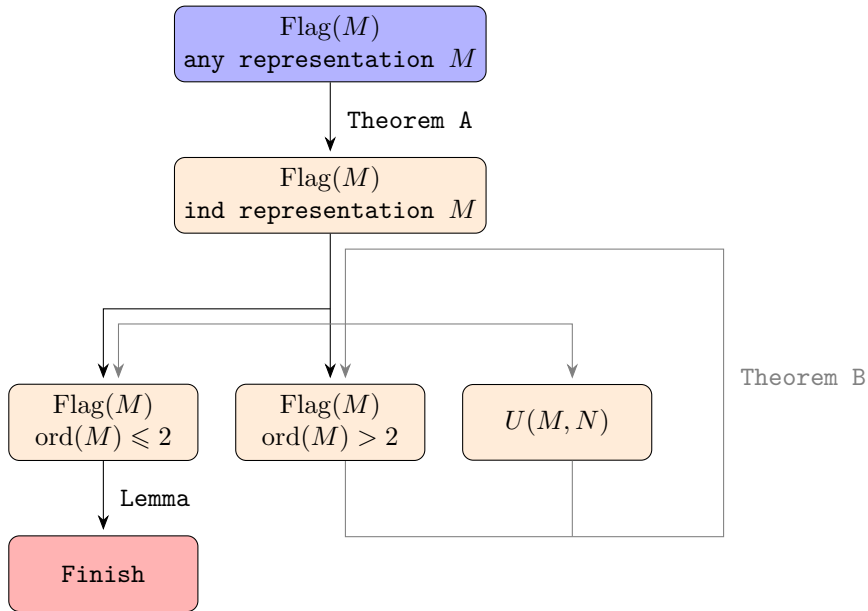 Flag(M)
any representation M
Theorem A
Flag(M)
ind representation M
Theorem B
Flag(M)
ord(M) ⩽ 2
Flag(M)
ord(M) > 2
U(M, N)
Lemma
Finish